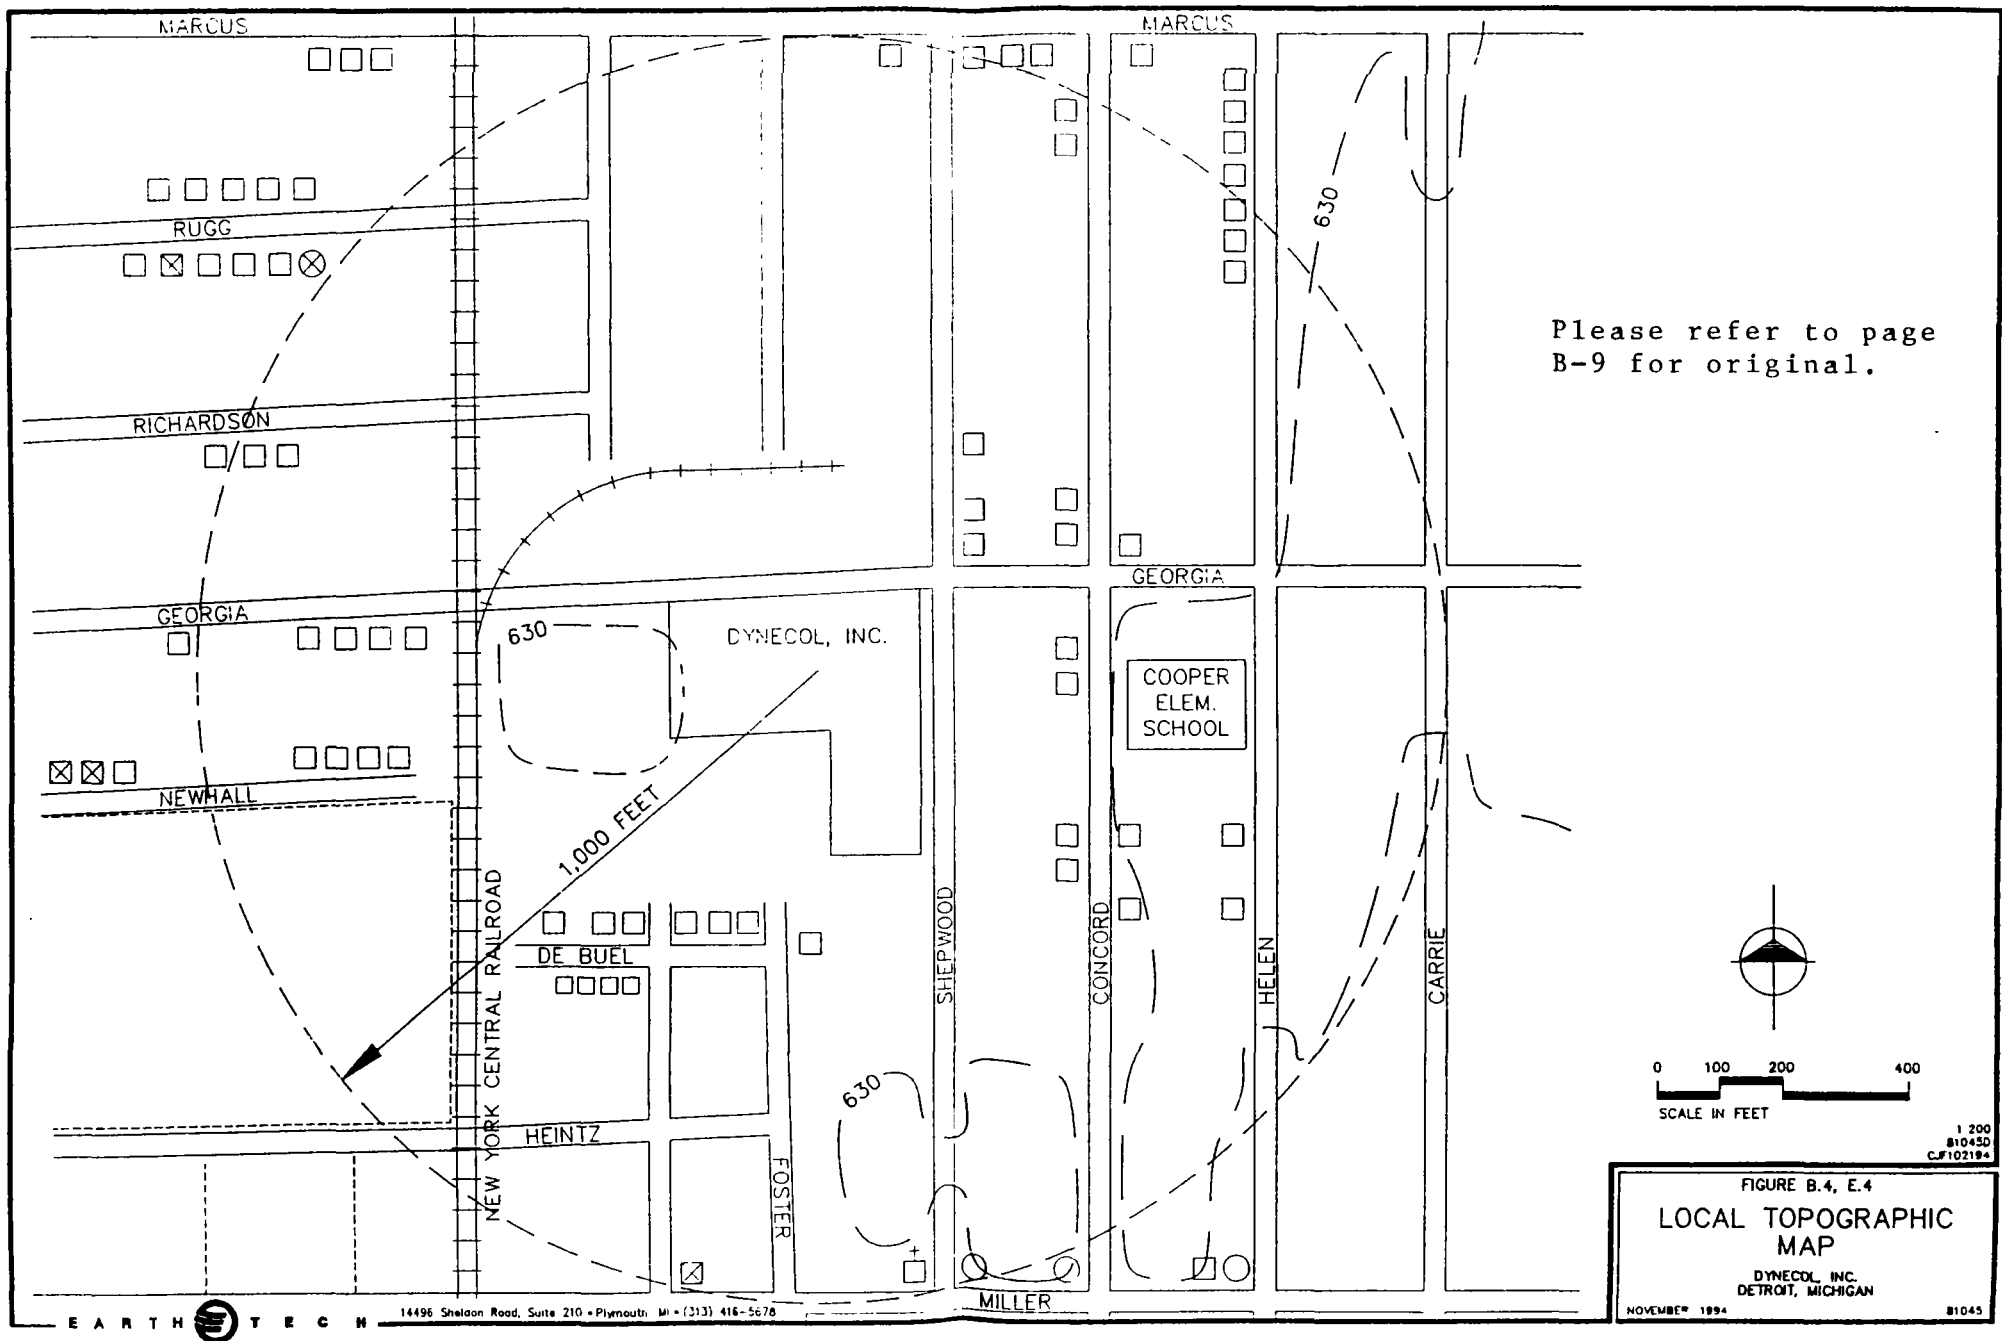 MARCUS
MARCUS
RUGG
630
Please refer to page
B-9 for original.
RICHARDSON
GEORGIA
GEORGIA
630
DYNECOL, INC.
COOPER
ELEM.
SCHOOL
NEWHALL
1,000 FEET
NEW YORK CENTRAL RAILROAD
DE BUEL
SHEPWOOD
CONCORD
HELEN
CARRIE
630
HEINTZ
FOSTER
MILLER
0 100 200 400
SCALE IN FEET
1 200
81045D
CJF102194
FIGURE B.4, E.4
LOCAL TOPOGRAPHIC
MAP
DYNECOL, INC.
DETROIT, MICHIGAN
NOVEMBER 1994 81045
EARTH TECH
14496 Sheldon Road, Suite 210 • Plymouth MI • (313) 416-5678